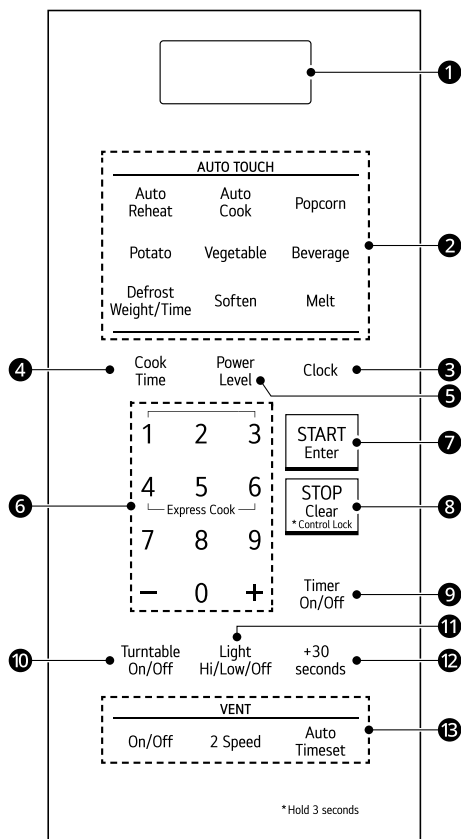 1
AUTO TOUCH
Auto
Reheat
Auto
Cook
Popcorn
2
Potato
Vegetable
Beverage
Defrost
Weight/Time
Soften
Melt
4
Cook
Time
Power
Level
Clock
3
5
1 2 3
START
Enter
7
4 5 6
Express Cook
6
STOP
Clear
* Control Lock
8
7 8 9
− 0 +
Timer
On/Off
9
11
10
Turntable
On/Off
Light
Hi/Low/Off
+30
seconds
12
VENT
On/Off
2 Speed
Auto
Timeset
13
* Hold 3 seconds